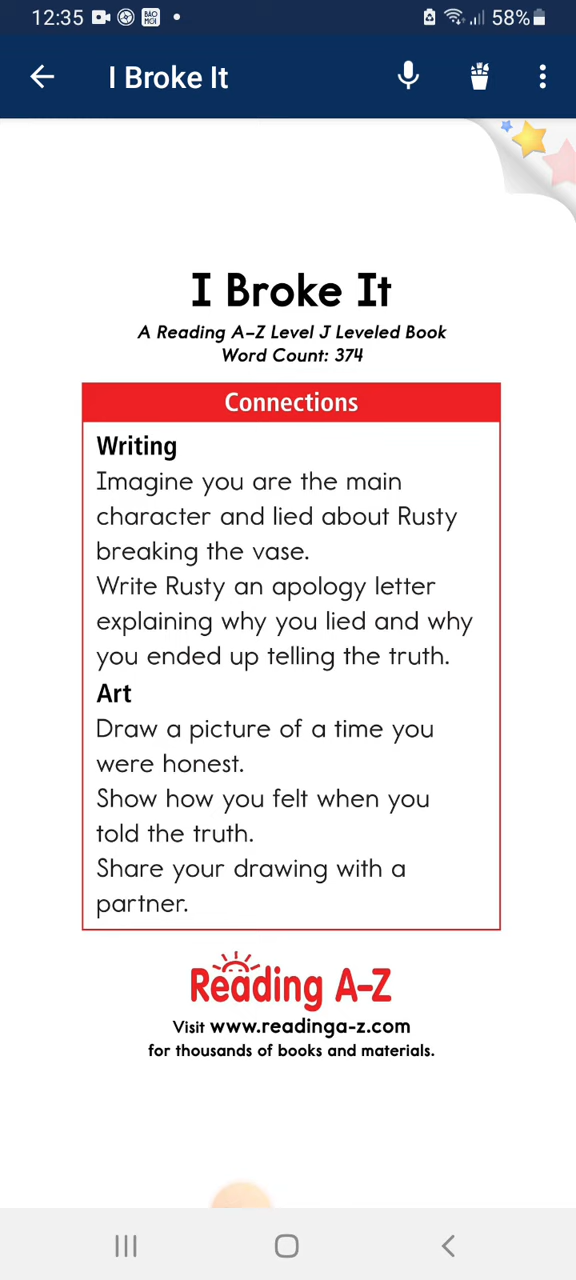 12:35 BÁO MỚI 58%
I Broke It
I Broke It
A Reading A–Z Level J Leveled Book
Word Count: 374
Connections
Writing
Imagine you are the main
character and lied about Rusty
breaking the vase.
Write Rusty an apology letter
explaining why you lied and why
you ended up telling the truth.
Art
Draw a picture of a time you
were honest.
Show how you felt when you
told the truth.
Share your drawing with a
partner.
Reading A–Z
Visit www.readinga-z.com
for thousands of books and materials.